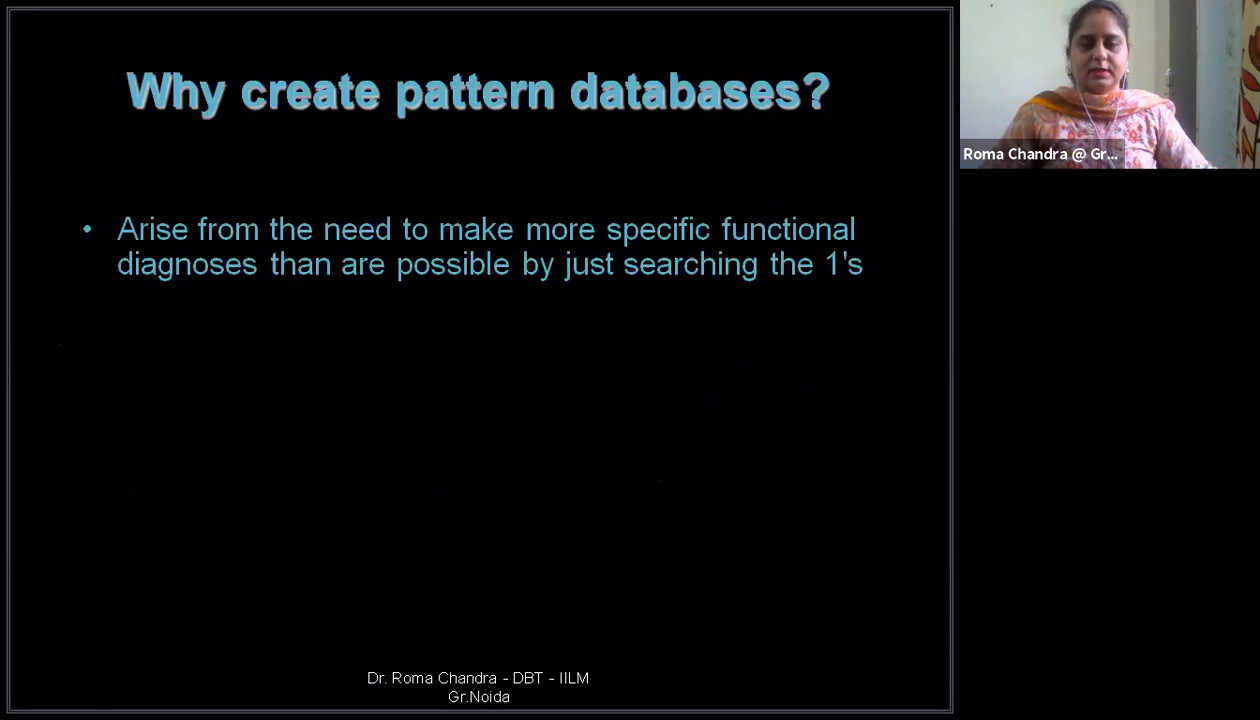 Why create pattern databases?
• Arise from the need to make more specific functional
diagnoses than are possible by just searching the 1's
Dr. Roma Chandra - DBT - IILM
Gr.Noida
Roma Chandra @ Gr...